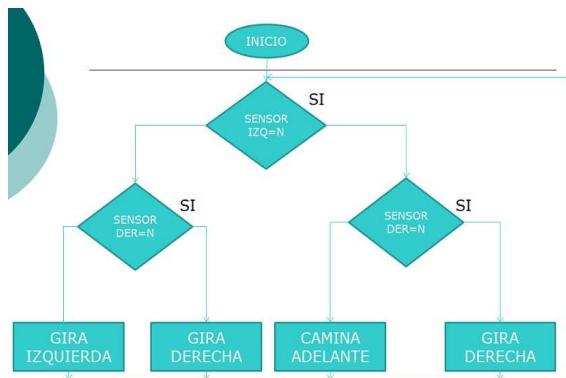 INICIO
SI
SENSOR
IZQ=N
SI
SENSOR
DER=N
SI
SENSOR
DER=N
GIRA
IZQUIERDA
GIRA
DERECHA
CAMINA
ADELANTE
GIRA
DERECHA